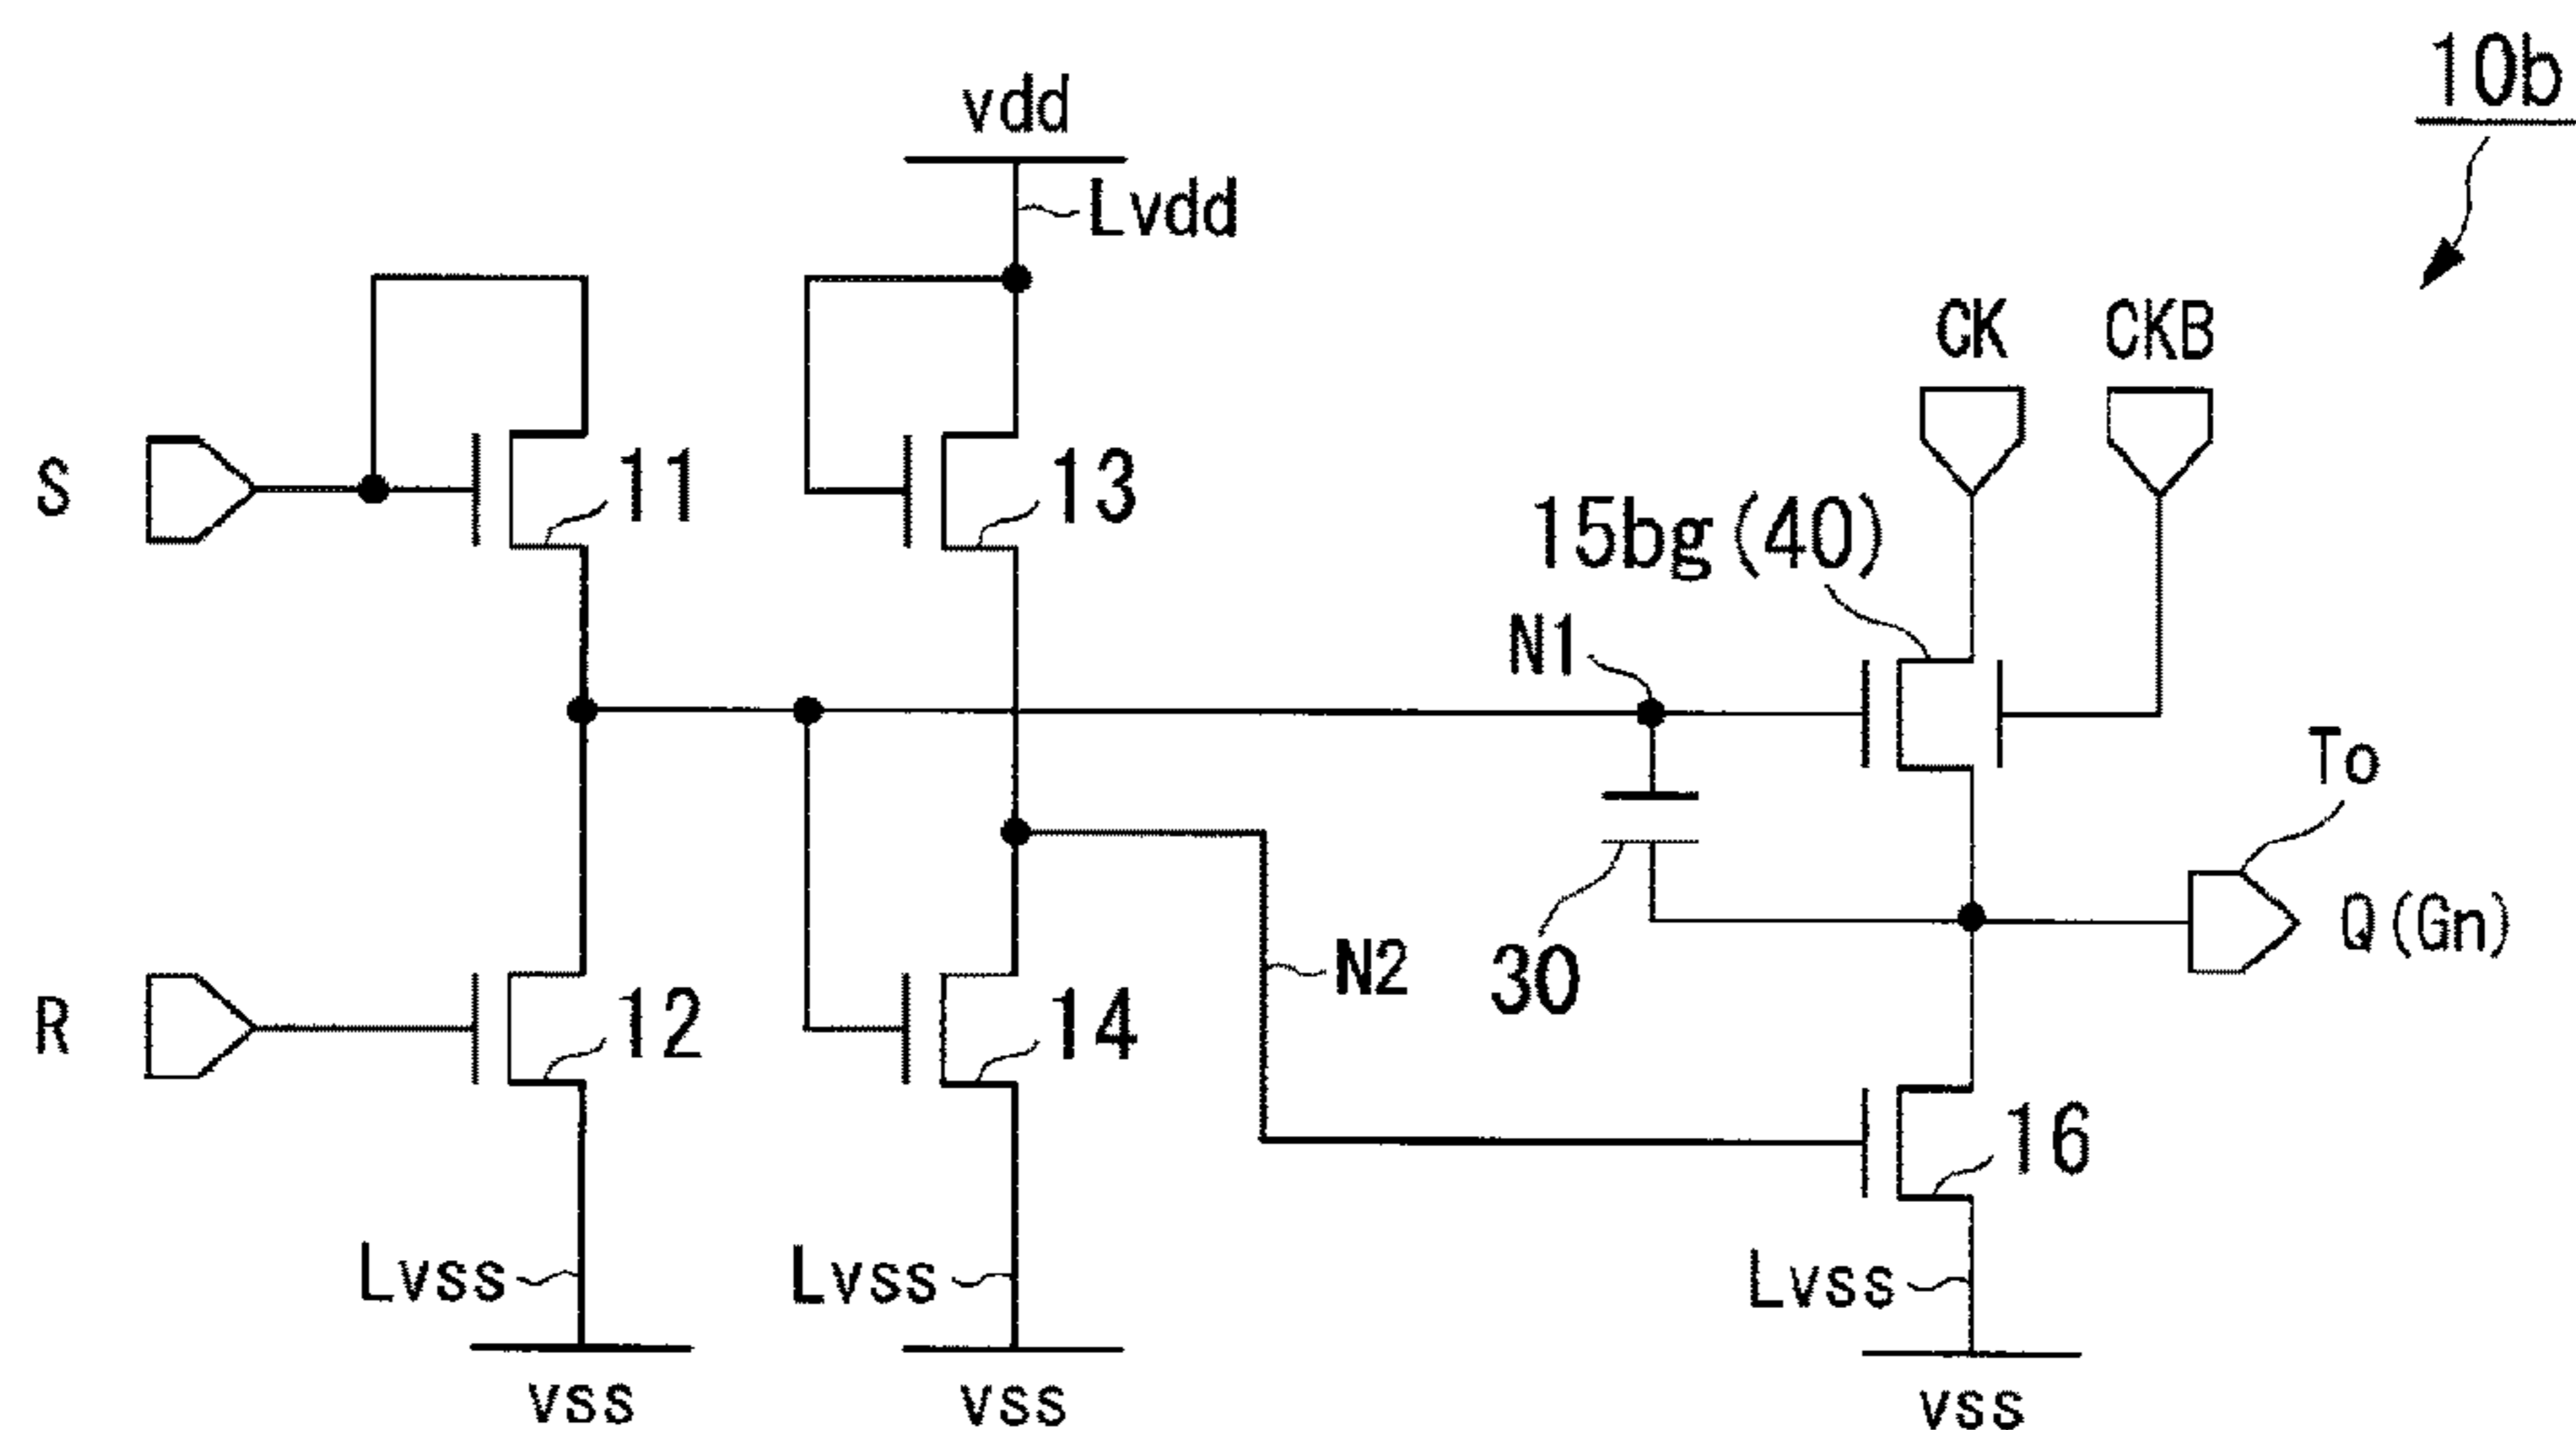 10b
vdd
Lvdd
CK CKB
S 11 13
15bg(40)
N1
To
Q(Gn)
30
N2
R 12 14
16
Lvss Lvss Lvss
vss vss vss